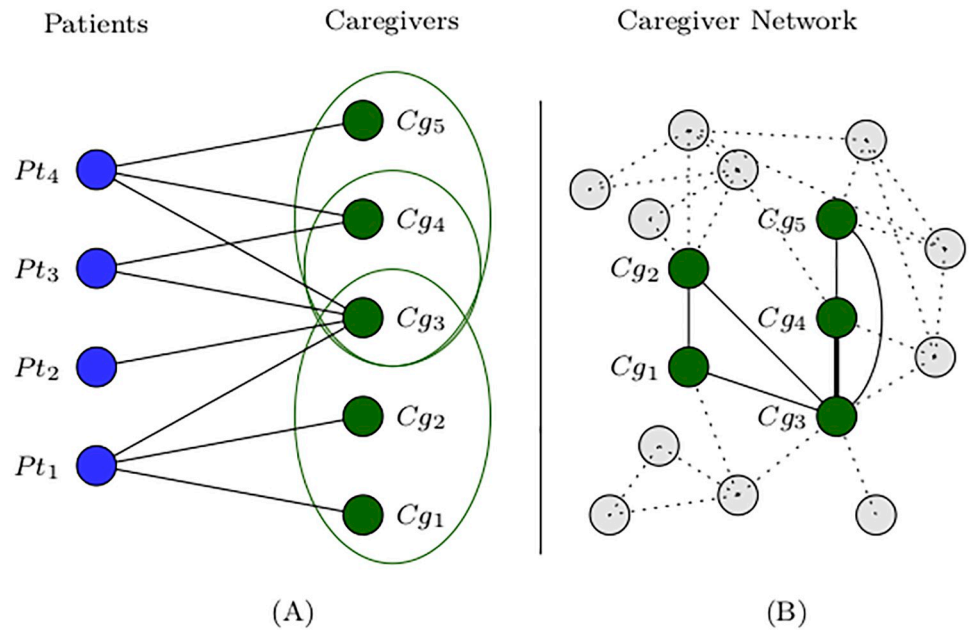 Patients
Caregivers
Caregiver Network
Pt4
Pt3
Pt2
Pt1
Cg5
Cg4
Cg3
Cg2
Cg1
Cg5
Cg2
Cg4
Cg1
Cg3
(A)
(B)